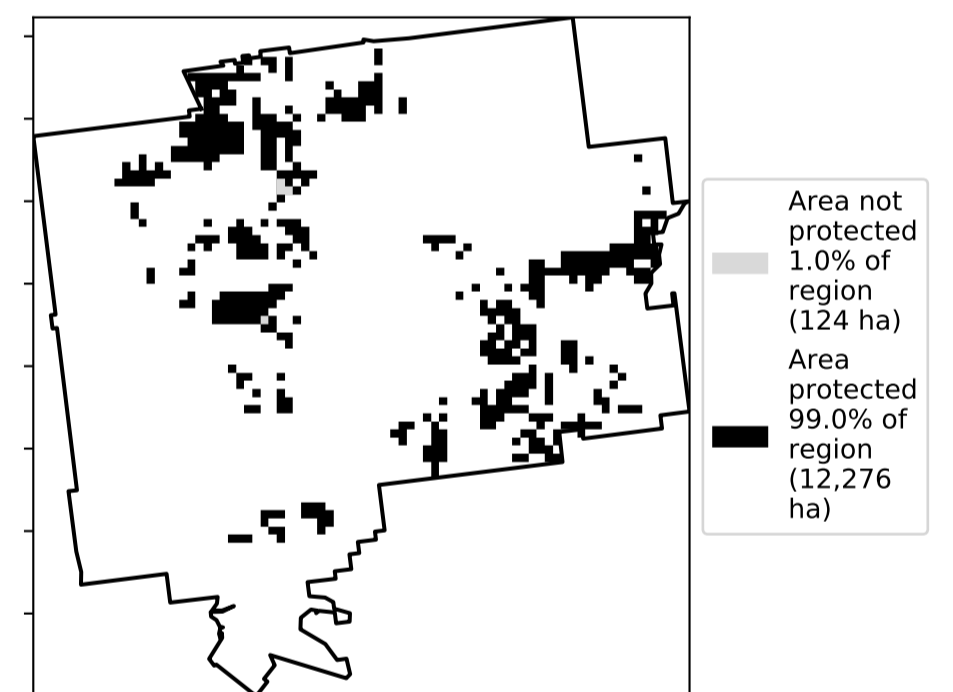 Area not
protected
1.0% of
region
(124 ha)
Area
protected
99.0% of
region
(12,276
ha)